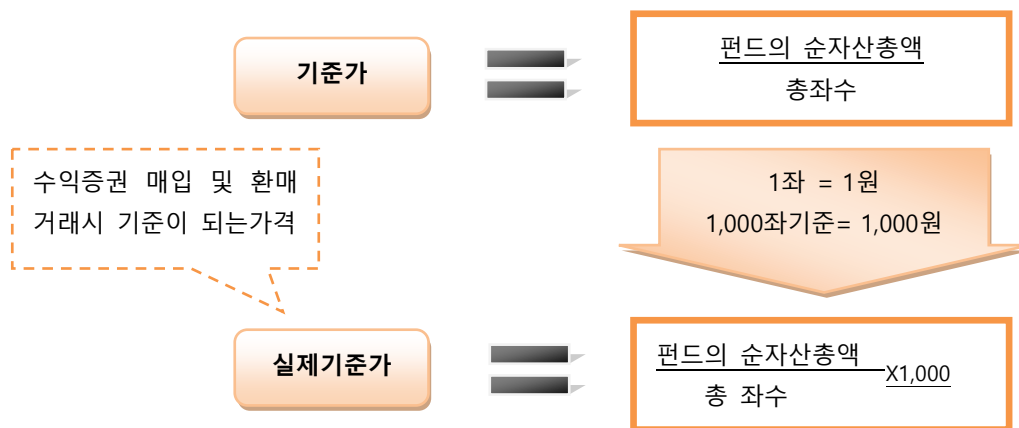 기준가
펀드의 순자산총액
총좌수
수익증권 매입 및 환매
거래시 기준이 되는가격
1좌 = 1원
1,000좌기준= 1,000원
실제기준가
펀드의 순자산총액
X1,000
총 좌수